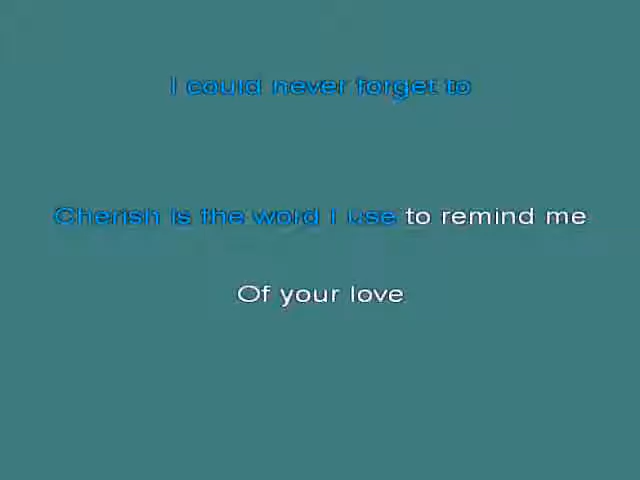 I could never forget to
Cherish is the word I use to remind me
Of your love